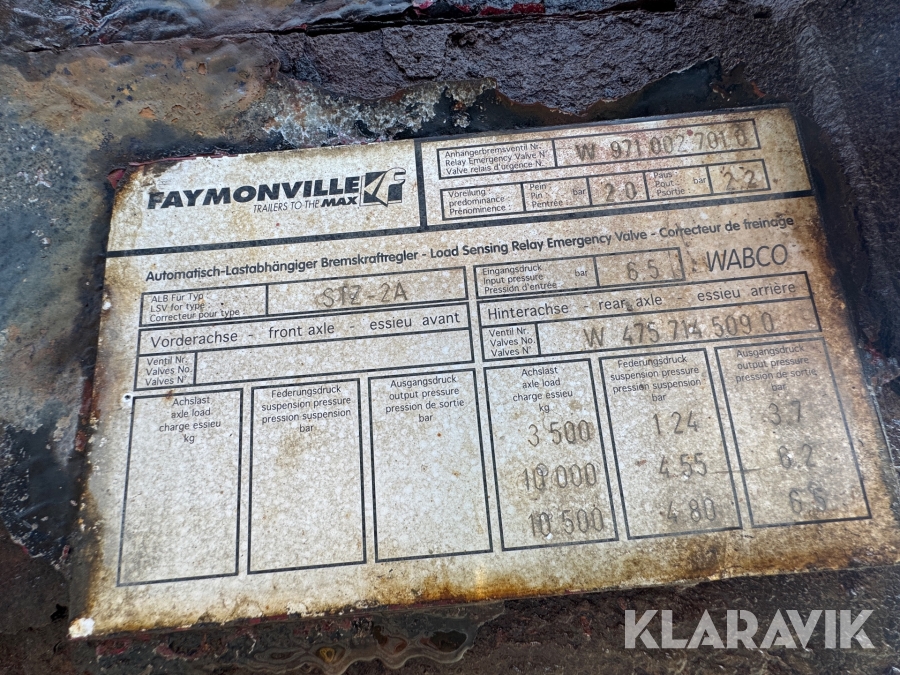 FAYMONVILLE
TRAILERS TO THE MAX
Anhängerbremsventil Nr.
Relay Emergency Valve N°
Valve relais d'urgence N°
W 971 002 701 0
Voreilung :
predominance :
Prénominence :
Pein
Pin :
Pentrée :
bar
2.0
Paus
Pout :
Psortie :
bar
2.2
Automatisch-Lastabhängiger Bremskraftregler - Load Sensing Relay Emergency Valve - Correcteur de freinage
ALB Für Typ
LSV for type :
Correcteur pour type
STZ 2A
Eingangsdruck
Input pressure
Pression d'entrée
bar
6.5
WABCO
Vorderachse - front axle - essieu avant
Hinterachse - rear axle - essieu arrière
Ventil Nr.
Valves No.
Valves N°
Ventil Nr.
Valves No.
Valves N°
W 475 714 509 0
Achslast
axle load
charge essieu
kg
Federungsdruck
suspension pressure
pression suspension
bar
Ausgangsdruck
output pressure
pression de sortie
bar
Achslast
axle load
charge essieu
kg
Federungsdruck
suspension pressure
pression suspension
bar
Ausgangsdruck
output pressure
pression de sortie
bar
3 500 1.24 3.7
10 000 4.55 6.2
10 500 4.80 6.5
KLARAVIK